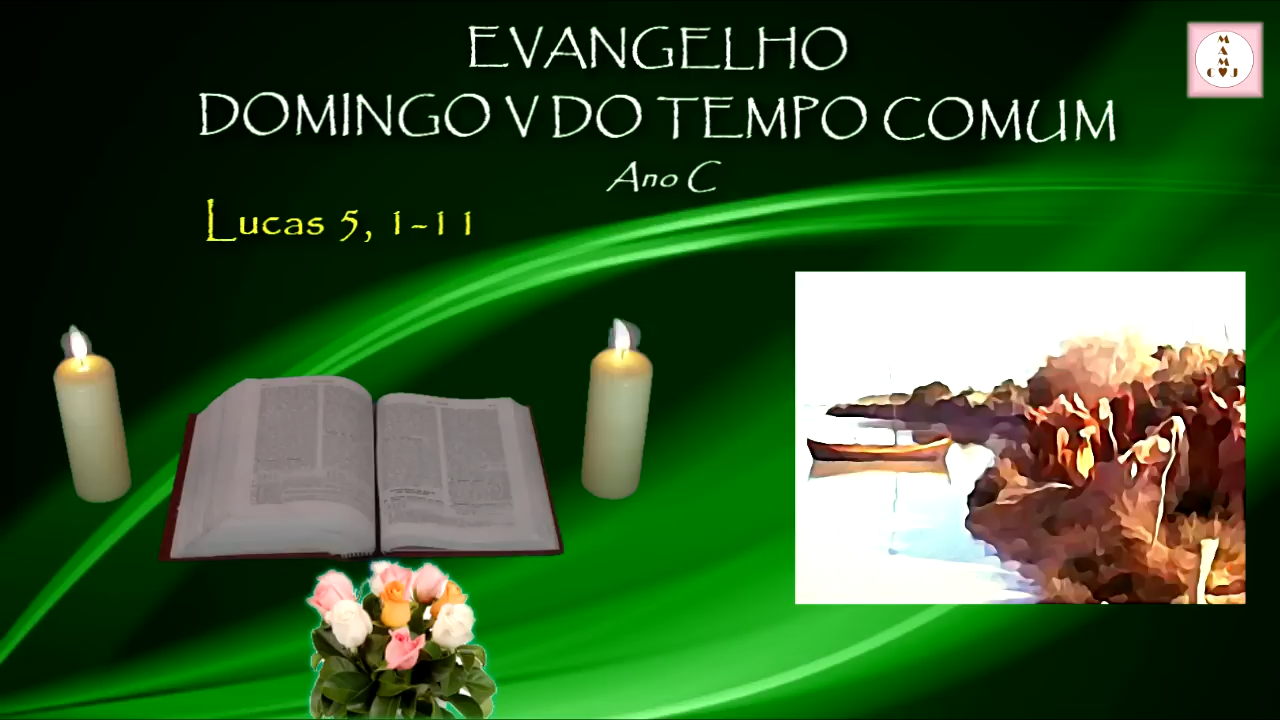 EVANGELHO
DOMINGO V DO TEMPO COMUM
Ano C
Lucas 5, 1-11
M
A
M
C♥J